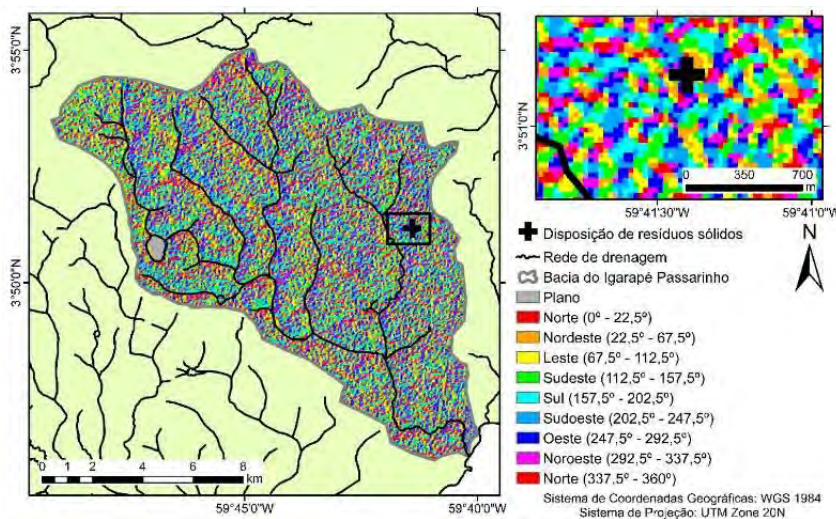 3°55'0"N
3°50'0"N
0 1 2 4 6 8
km
59°45'0"W
59°40'0"W
3°51'0"N
0 350 700
m
59°41'30"W
59°41'0"W
N
Disposição de resíduos sólidos
Rede de drenagem
Bacia do Igarapé Passarinho
Plano
Norte (0º - 22,5º)
Nordeste (22,5º - 67,5º)
Leste (67,5º - 112,5º)
Sudeste (112,5º - 157,5º)
Sul (157,5º - 202,5º)
Sudoeste (202,5º - 247,5º)
Oeste (247,5º - 292,5º)
Noroeste (292,5º - 337,5º)
Norte (337,5º - 360º)
Sistema de Coordenadas Geográficas: WGS 1984
Sistema de Projeção: UTM Zone 20N